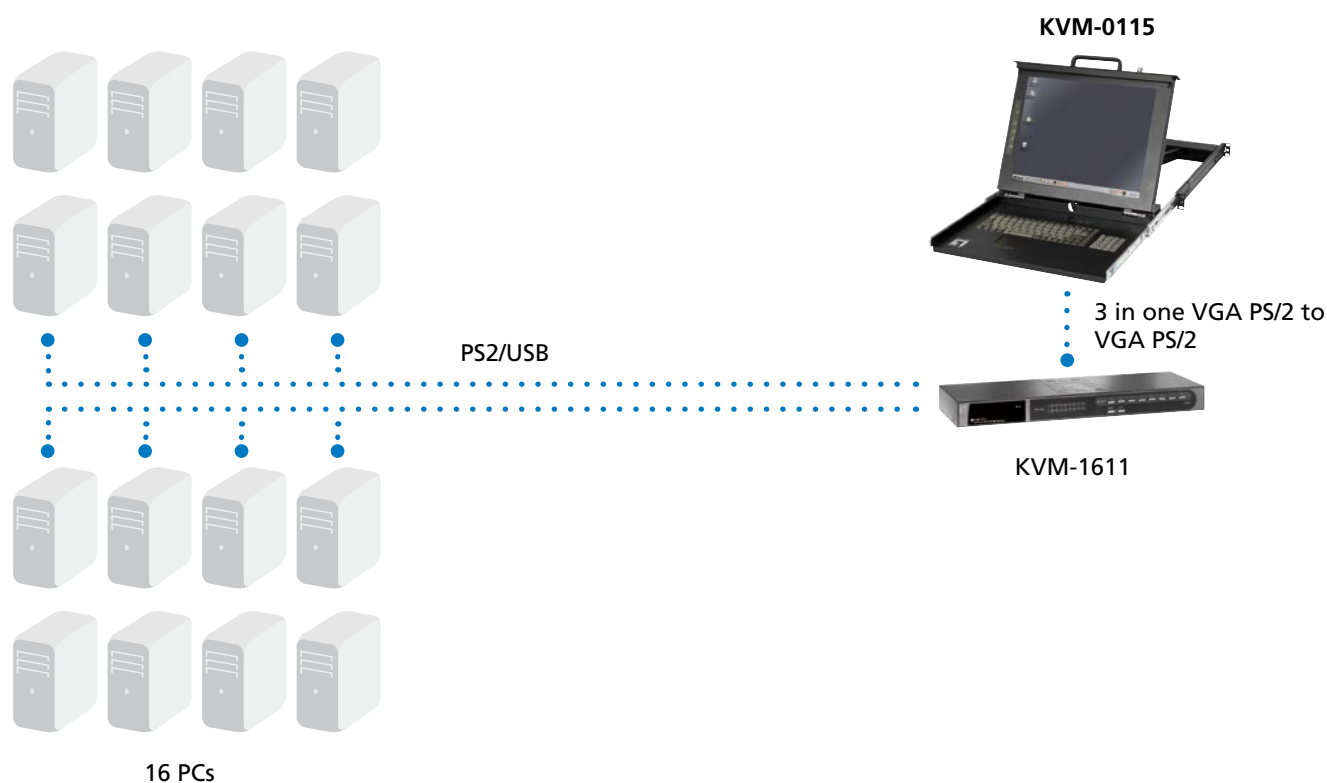 KVM-0115
3 in one VGA PS/2 to
VGA PS/2
PS2/USB
KVM-1611
16 PCs